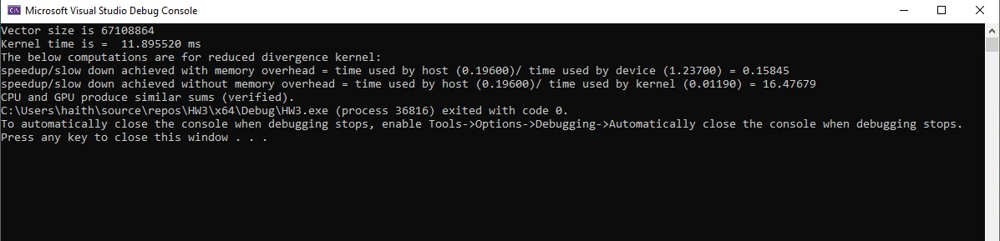 Microsoft Visual Studio Debug Console
Vector size is 67108864
Kernel time is =  11.895520 ms
The below computations are for reduced divergence kernel:
speedup/slow down achieved with memory overhead = time used by host (0.19600)/ time used by device (1.23700) = 0.15845
speedup/slow down achieved without memory overhead = time used by host (0.19600)/ time used by kernel (0.01190) = 16.47679
CPU and GPU produce similar sums (verified).
C:\Users\haith\source\repos\HW3\x64\Debug\HW3.exe (process 36816) exited with code 0.
To automatically close the console when debugging stops, enable Tools->Options->Debugging->Automatically close the console when debugging stops.
Press any key to close this window . . .